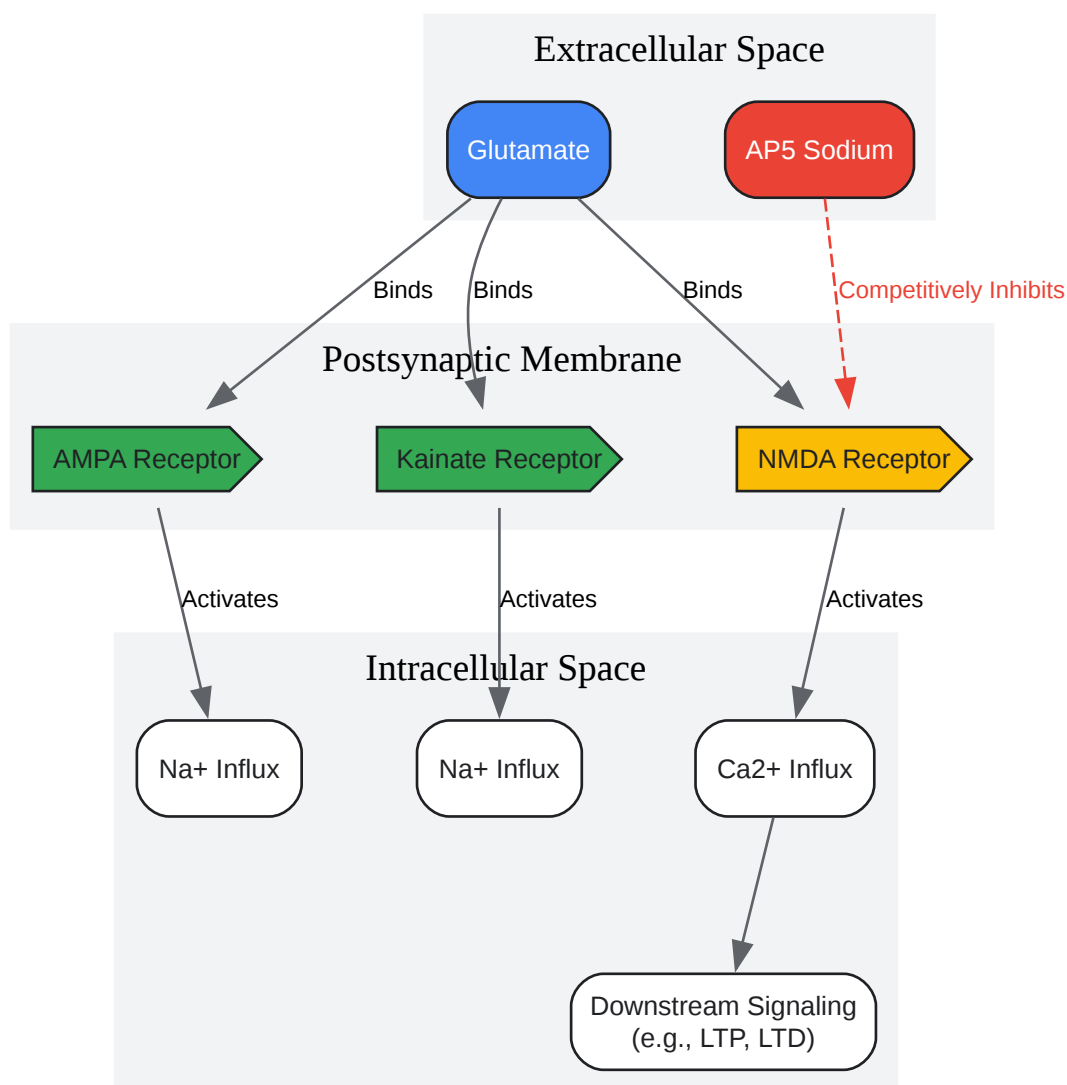 Extracellular Space
Glutamate
AP5 Sodium
Binds
Binds
Binds
Competitively Inhibits
Postsynaptic Membrane
AMPA Receptor
Kainate Receptor
NMDA Receptor
Activates
Activates
Activates
Intracellular Space
Na+ Influx
Na+ Influx
Ca2+ Influx
Downstream Signaling
(e.g., LTP, LTD)